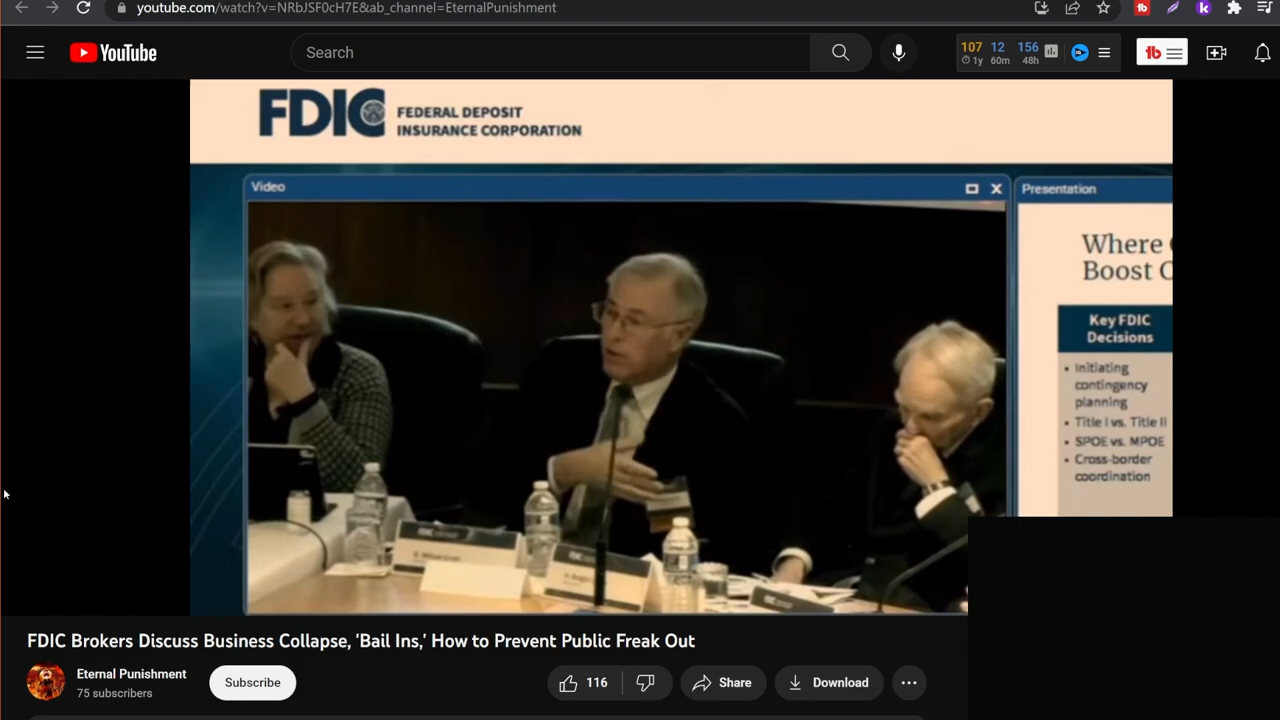 youtube.com/watch?v=NRbJSF0cH7E&ab_channel=EternalPunishment
YouTube
Search
107 12 156
1y 60m 48h
FDIC FEDERAL DEPOSIT
INSURANCE CORPORATION
Video
Presentation
Where
Boost
Key FDIC
Decisions
• Initiating
contingency
planning
• Title I vs. Title II
• SPOE vs. MPOE
• Cross-border
coordination
FDIC Brokers Discuss Business Collapse, 'Bail Ins,' How to Prevent Public Freak Out
Eternal Punishment
75 subscribers
Subscribe
116
Share
Download